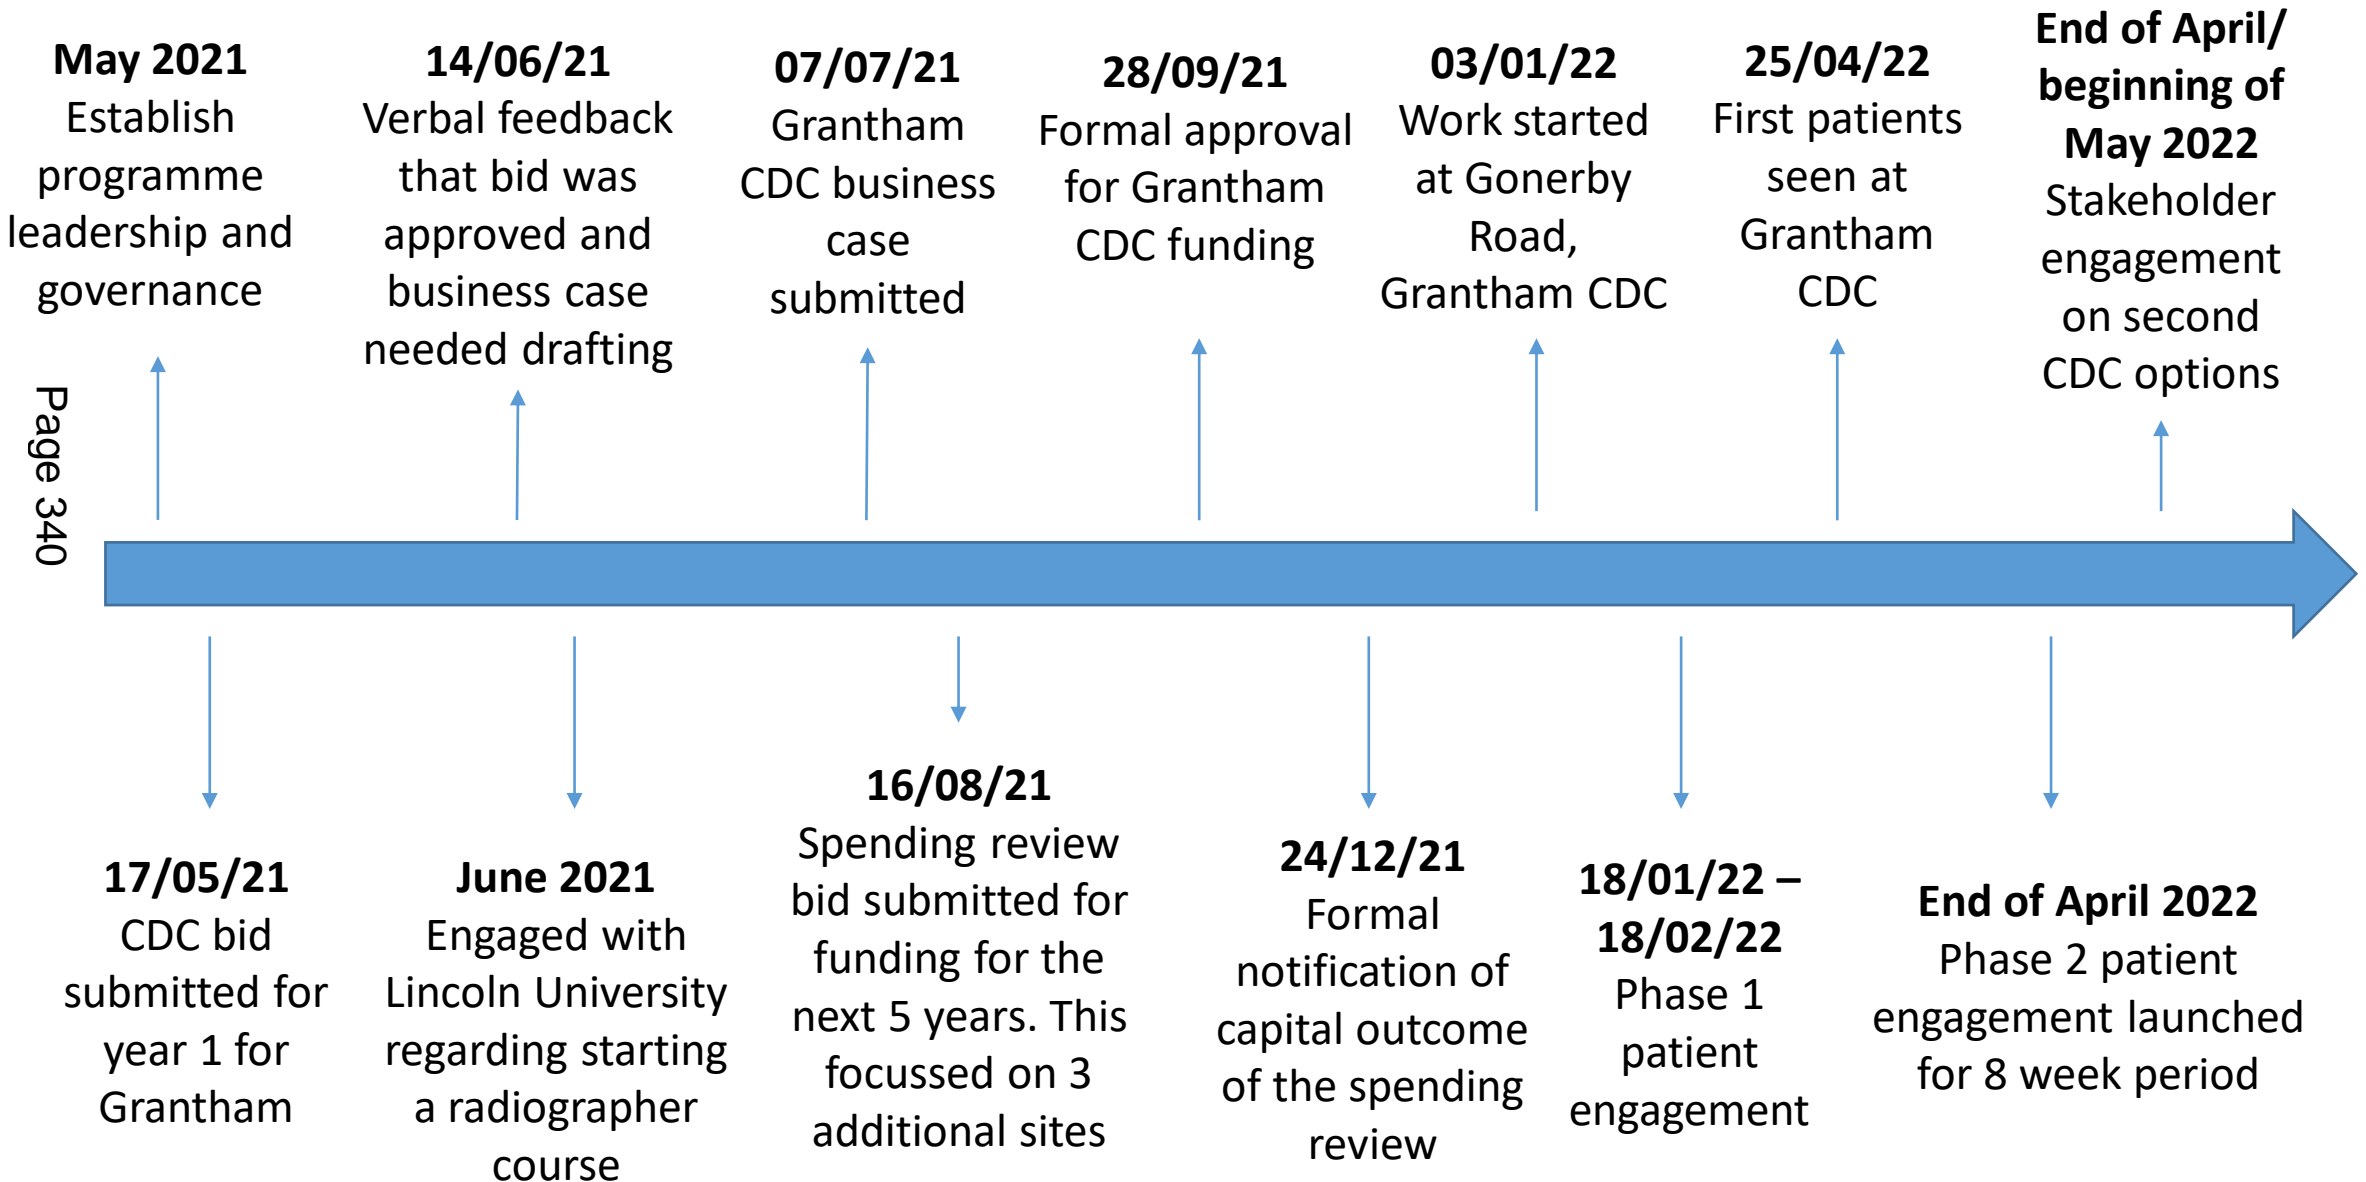 May 2021
Establish
programme
leadership and
governance
14/06/21
Verbal feedback
that bid was
approved and
business case
needed drafting
07/07/21
Grantham
CDC business
case
submitted
28/09/21
Formal approval
for Grantham
CDC funding
03/01/22
Work started
at Gonerby
Road,
Grantham CDC
25/04/22
First patients
seen at
Grantham
CDC
End of April/
beginning of
May 2022
Stakeholder
engagement
on second
CDC options
Page 340
17/05/21
CDC bid
submitted for
year 1 for
Grantham
June 2021
Engaged with
Lincoln University
regarding starting
a radiographer
course
16/08/21
Spending review
bid submitted for
funding for the
next 5 years. This
focussed on 3
additional sites
24/12/21
Formal
notification of
capital outcome
of the spending
review
18/01/22 –
18/02/22
Phase 1
patient
engagement
End of April 2022
Phase 2 patient
engagement launched
for 8 week period